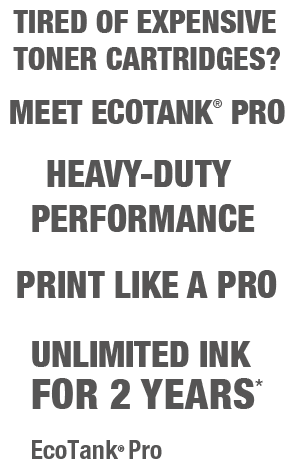 TIRED OF EXPENSIVE
TONER CARTRIDGES?
MEET ECOTANK® PRO
HEAVY-DUTY
PERFORMANCE
PRINT LIKE A PRO
UNLIMITED INK
FOR 2 YEARS*
EcoTank® Pro